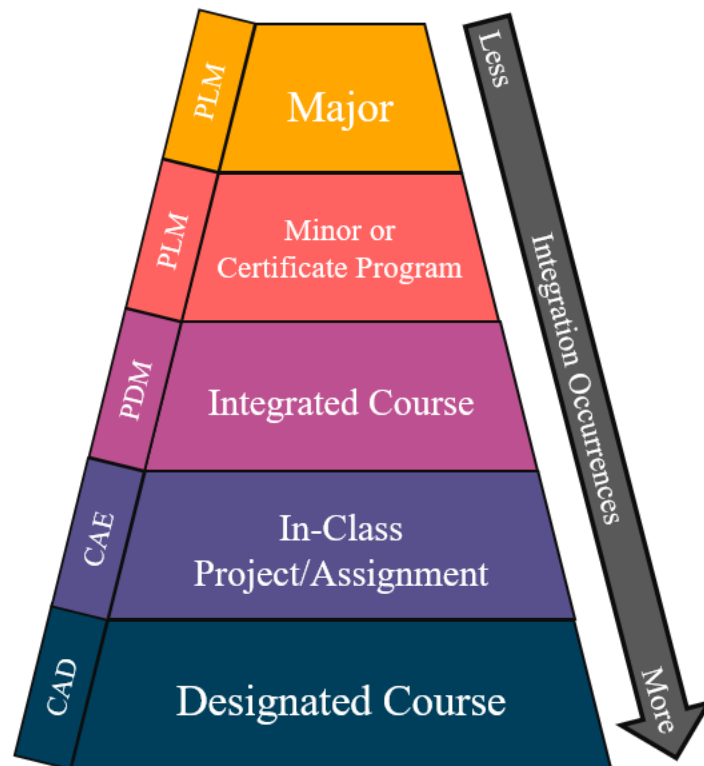 PLM
Major
PLM
Minor or
Certificate Program
PDM
Integrated Course
CAE
In-Class
Project/Assignment
CAD
Designated Course
Less
Integration Occurrences
More